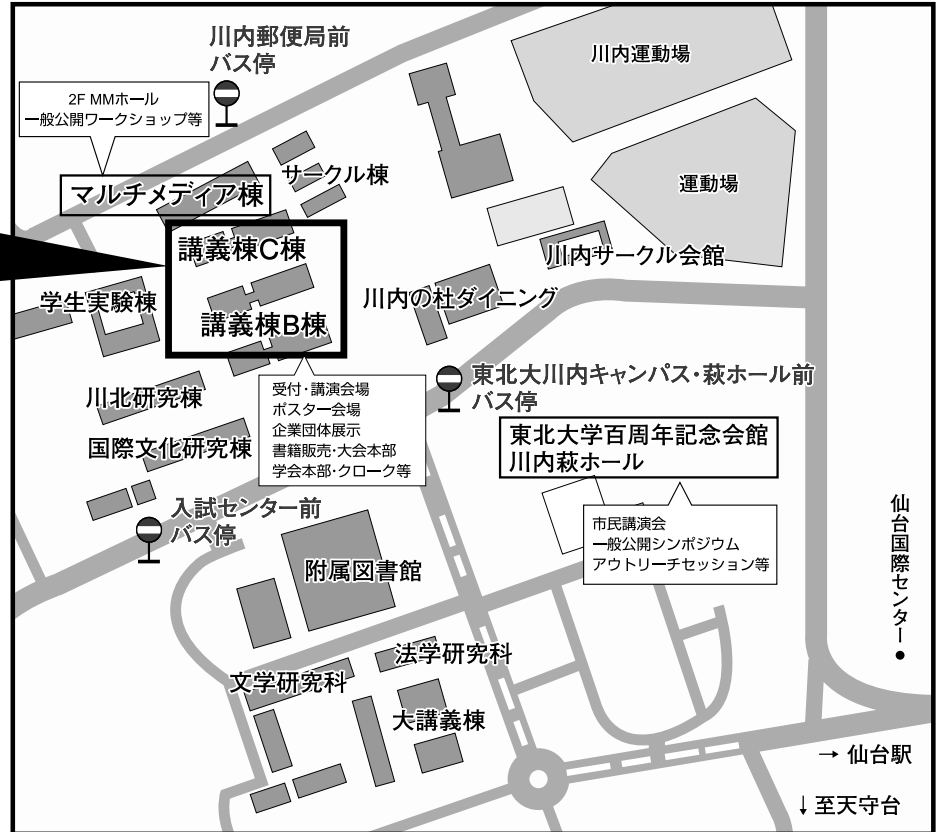 川内郵便局前
バス停
川内運動場
2F MMホール
一般公開ワークショップ等
サークル棟
運動場
マルチメディア棟
講義棟C棟
川内サークル会館
学生実験棟
川内の杜ダイニング
講義棟B棟
東北大川内キャンパス・萩ホール前
バス停
川北研究棟
受付・講演会場
ポスター会場
企業団体展示
書籍販売・大会本部
学会本部・クローク等
東北大学百周年記念会館
川内萩ホール
国際文化研究棟
入試センター前
バス停
市民講演会
一般公開シンポジウム
アウトリーチセッション等
仙台国際センター●
附属図書館
法学研究科
文学研究科
大講義棟
→ 仙台駅
↓至天守台